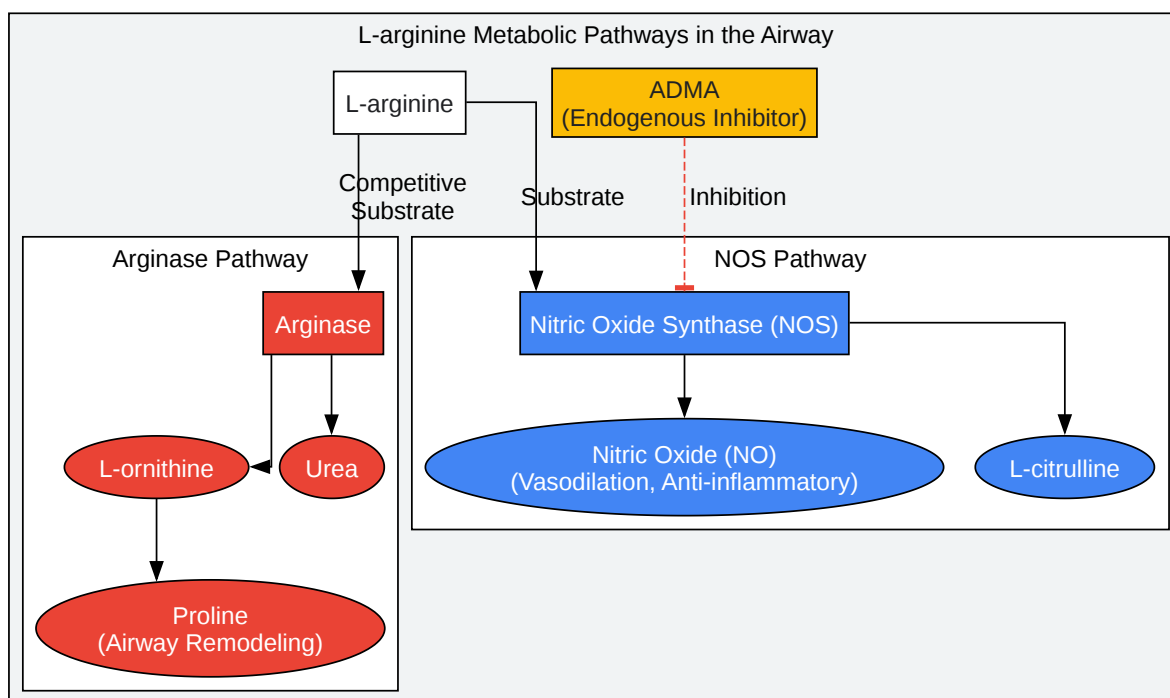 L-arginine Metabolic Pathways in the Airway
L-arginine
ADMA
(Endogenous Inhibitor)
Competitive
Substrate
Substrate
Inhibition
Arginase Pathway
NOS Pathway
Arginase
Nitric Oxide Synthase (NOS)
L-ornithine
Urea
Nitric Oxide (NO)
(Vasodilation, Anti-inflammatory)
L-citrulline
Proline
(Airway Remodeling)